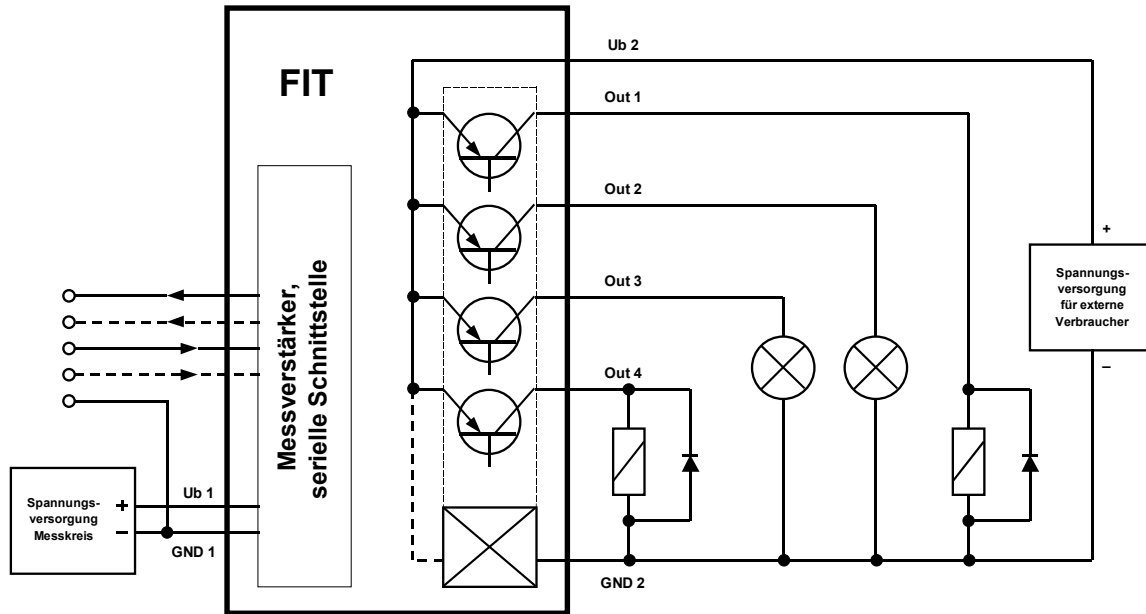 FIT
Ub 2
Out 1
Out 2
Out 3
Out 4
GND 2
Messverstärker,
serielle Schnittstelle
Ub 1
GND 1
Spannungs-
versorgung
Messkreis
+
−
+
Spannungs-
versorgung
für externe
Verbraucher
−